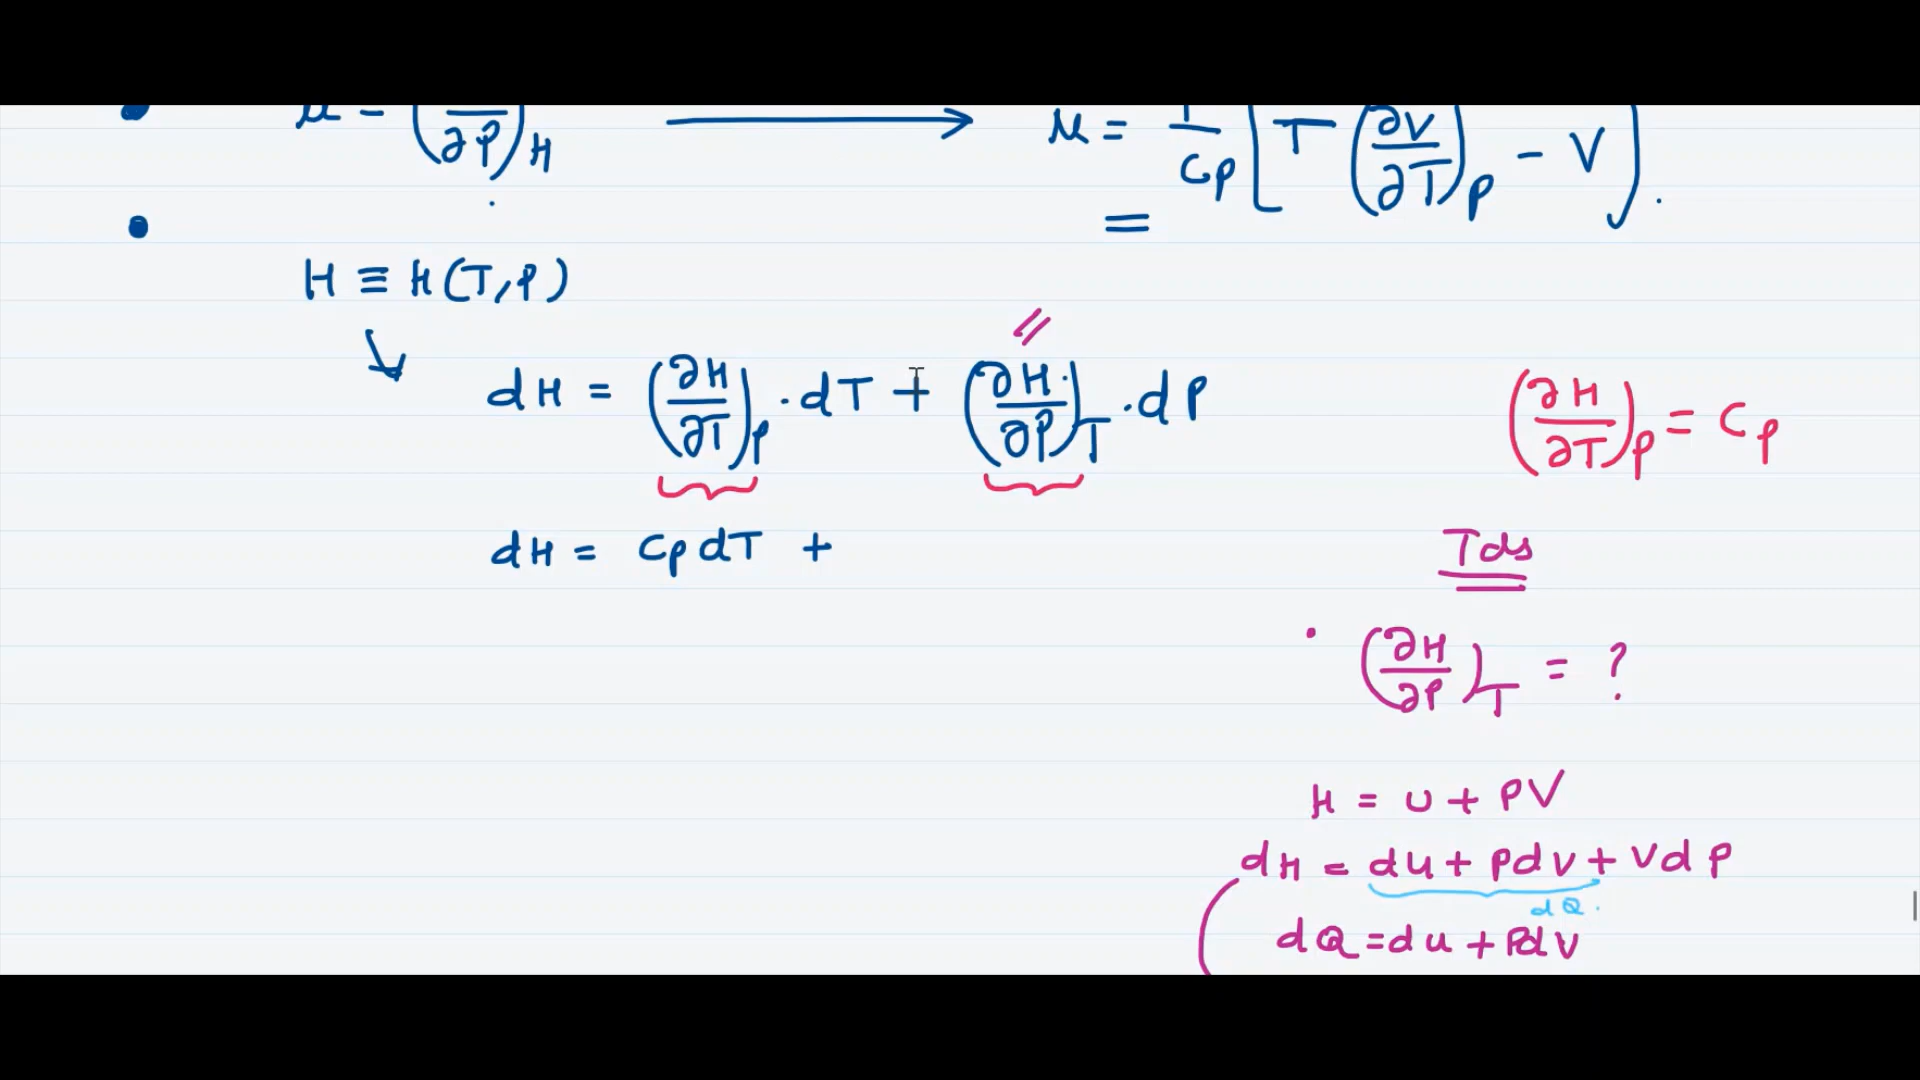 μ = (   /∂P)_H ⟶ μ = 1/Cp [T (∂V/∂T)_P - V].
=
H ≡ H(T,P)
dH = (∂H/∂T)_P · dT + (∂H/∂P)_T · dP
(∂H/∂T)_P = Cp
dH = Cp dT +
Tds
(∂H/∂P)_T = ?
H = U + PV
dH = dU + PdV + VdP
dQ.
dQ = dU + PdV